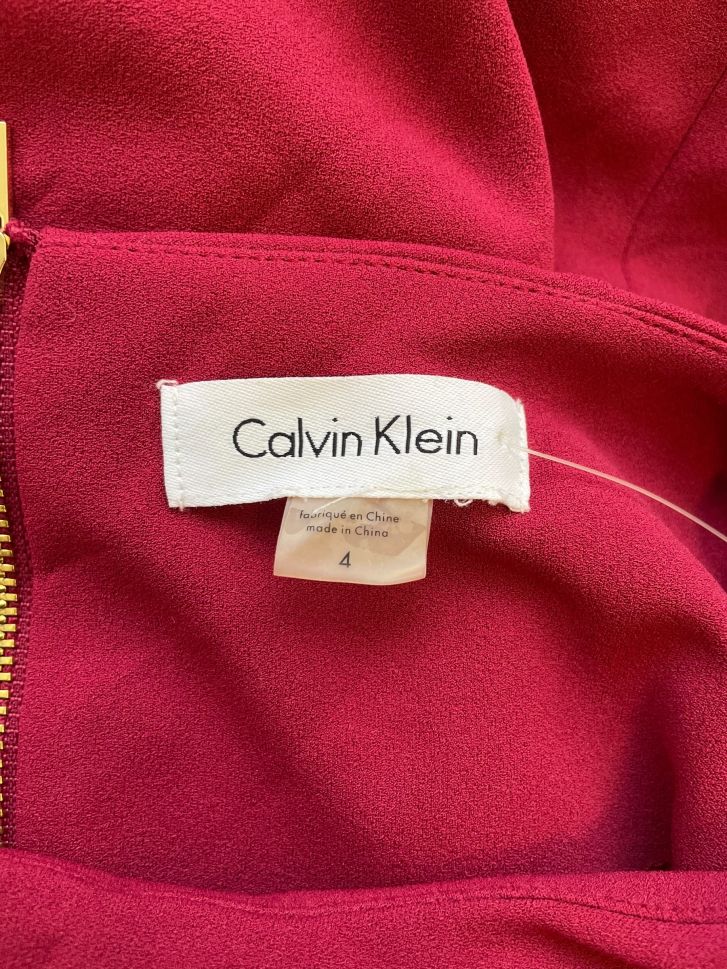 Calvin Klein
fabriqué en Chine
made in China
4